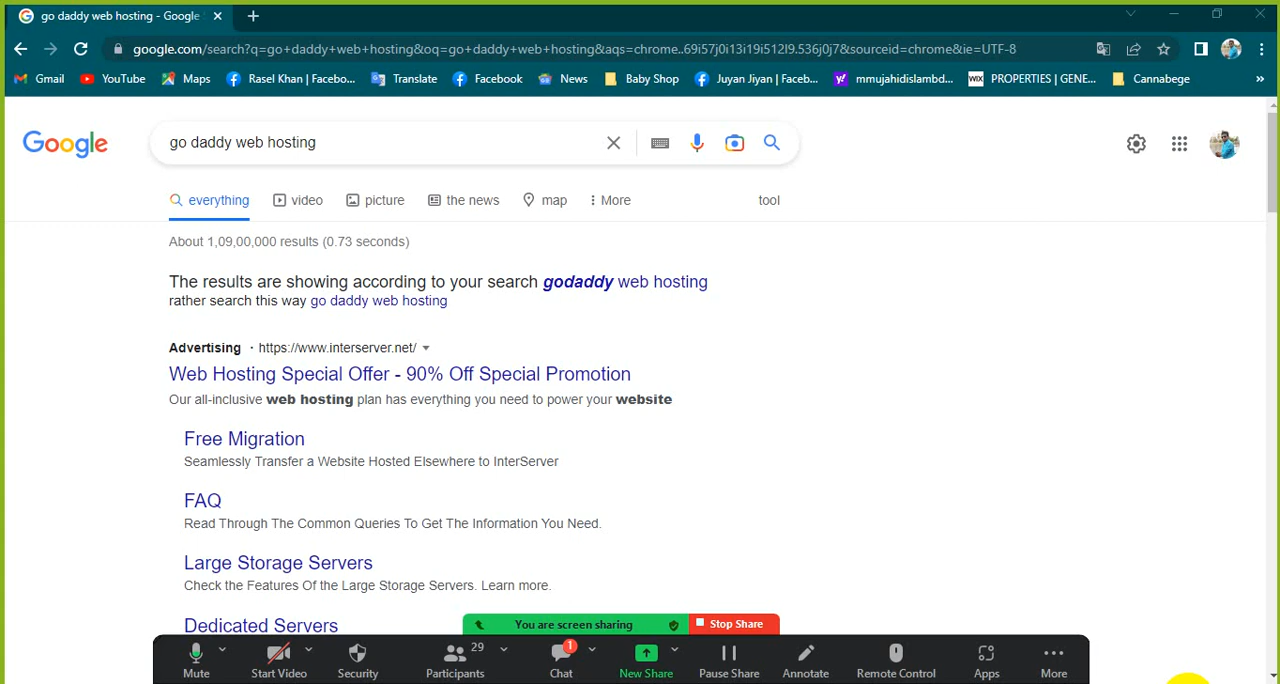 go daddy web hosting - Google
google.com/search?q=go+daddy+web+hosting&oq=go+daddy+web+hosting&aqs=chrome..69i57j0i13i19i512l9.536j0j7&sourceid=chrome&ie=UTF-8
Gmail YouTube Maps Rasel Khan | Faceboo... Translate Facebook News Baby Shop Juyan Jiyan | Faceb... mmujahidislambd... WIX PROPERTIES | GENE... Cannabege »
Google go daddy web hosting
everything video picture the news map More tool
About 1,09,00,000 results (0.73 seconds)
The results are showing according to your search godaddy web hosting
rather search this way go daddy web hosting
Advertising · https://www.interserver.net/
Web Hosting Special Offer - 90% Off Special Promotion
Our all-inclusive web hosting plan has everything you need to power your website
Free Migration
Seamlessly Transfer a Website Hosted Elsewhere to InterServer
FAQ
Read Through The Common Queries To Get The Information You Need.
Large Storage Servers
Check the Features Of the Large Storage Servers. Learn more.
Dedicated Servers
You are screen sharing Stop Share
29 1
Mute Start Video Security Participants Chat New Share Pause Share Annotate Remote Control Apps More